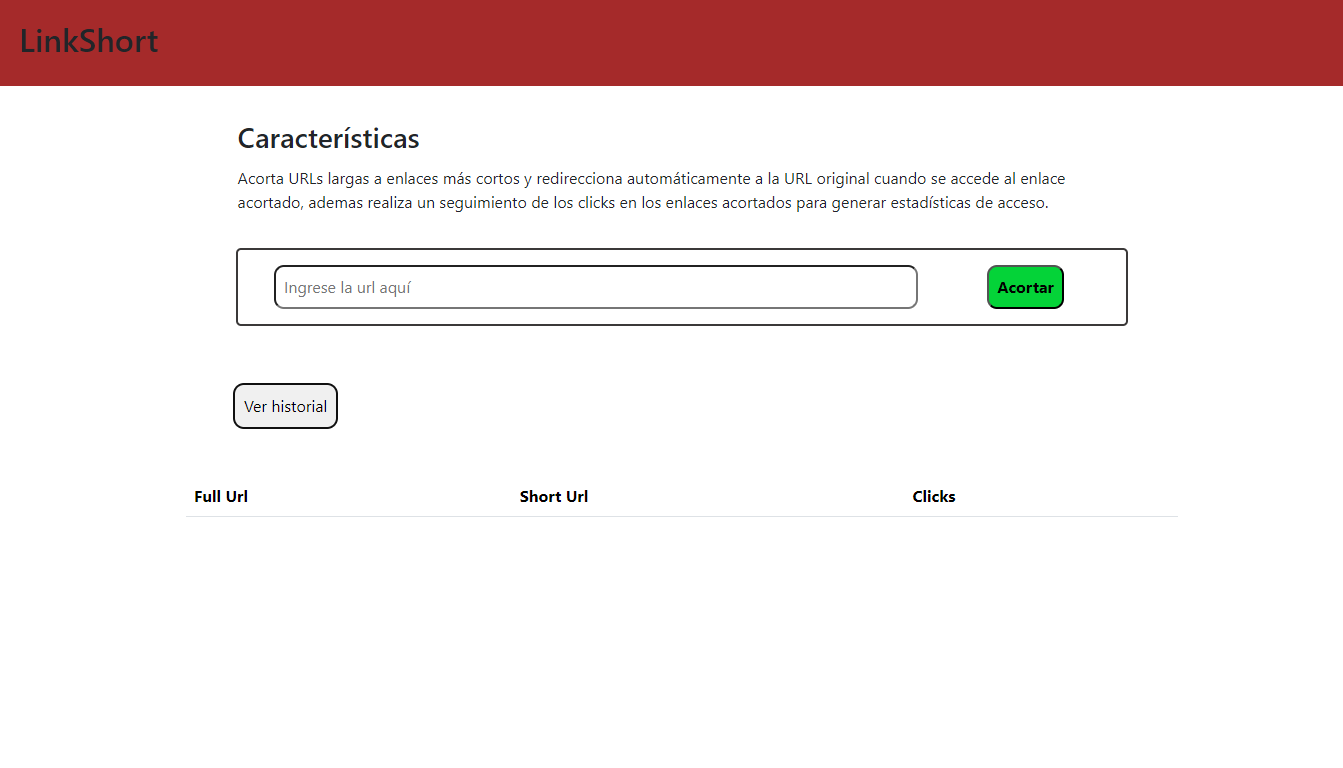 LinkShort
Características
Acorta URLs largas a enlaces más cortos y redirecciona automáticamente a la URL original cuando se accede al enlace
acortado, ademas realiza un seguimiento de los clicks en los enlaces acortados para generar estadísticas de acceso.
Ingrese la url aquí
Acortar
Ver historial
Full Url Short Url Clicks